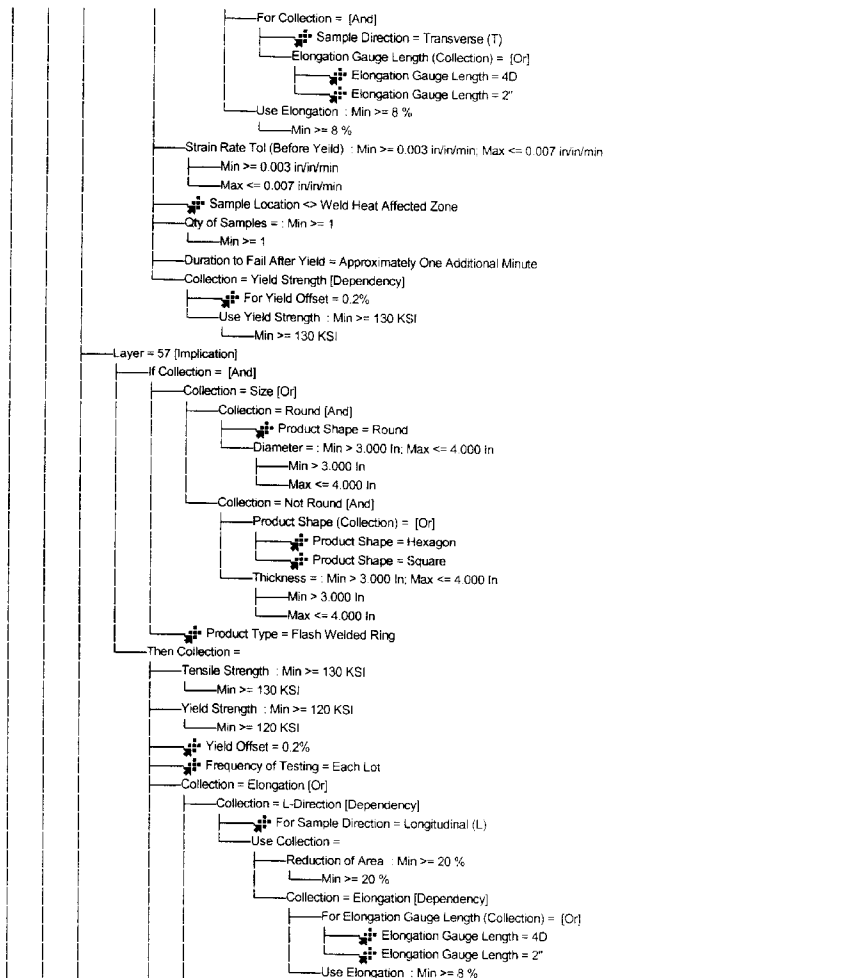 For Collection = [And]
Sample Direction = Transverse (T)
Elongation Gauge Length (Collection) = [Or]
Elongation Gauge Length = 4D
Elongation Gauge Length = 2"
Use Elongation : Min >= 8 %
Min >= 8 %
Strain Rate Tol (Before Yeild) : Min >= 0.003 in/in/min; Max <= 0.007 in/in/min
Min >= 0.003 in/in/min
Max <= 0.007 in/in/min
Sample Location <> Weld Heat Affected Zone
Qty of Samples = : Min >= 1
Min >= 1
Duration to Fail After Yield = Approximately One Additional Minute
Collection = Yield Strength [Dependency]
For Yield Offset = 0.2%
Use Yield Strength : Min >= 130 KSI
Min >= 130 KSI
Layer = 57 [Implication]
If Collection = [And]
Collection = Size [Or]
Collection = Round [And]
Product Shape = Round
Diameter = : Min > 3.000 In; Max <= 4.000 In
Min > 3.000 In
Max <= 4.000 In
Collection = Not Round [And]
Product Shape (Collection) = [Or]
Product Shape = Hexagon
Product Shape = Square
Thickness = : Min > 3.000 In; Max <= 4.000 In
Min > 3.000 In
Max <= 4.000 In
Product Type = Flash Welded Ring
Then Collection =
Tensile Strength : Min >= 130 KSI
Min >= 130 KSI
Yield Strength : Min >= 120 KSI
Min >= 120 KSI
Yield Offset = 0.2%
Frequency of Testing = Each Lot
Collection = Elongation [Or]
Collection = L-Direction [Dependency]
For Sample Direction = Longitudinal (L)
Use Collection =
Reduction of Area : Min >= 20 %
Min >= 20 %
Collection = Elongation [Dependency]
For Elongation Gauge Length (Collection) = [Or]
Elongation Gauge Length = 4D
Elongation Gauge Length = 2"
Use Elongation : Min >= 8 %